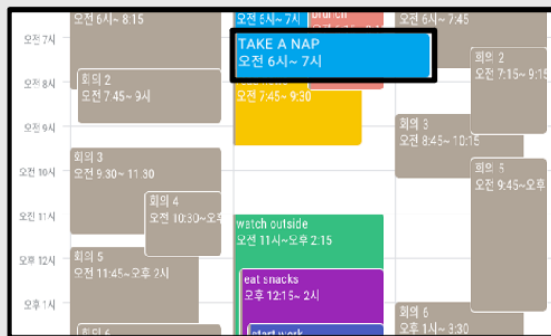 오전 6시~ 8:15
오전 6시~ 7시
brunch
오전 6시~ 7:45
오전 7시
TAKE A NAP
오전 6시~ 7시
회의 2
오전 7:15~ 9:15
오전 8시
회의 2
오전 7:45~ 9시
오전 7:45~ 9:30
오전 9시
회의 3
오전 8:45~ 10:15
회의 3
오전 9:30~ 11:30
오전 10시
회의 5
오전 9:45~오후
회의 4
오전 10:30~오후
오전 11시
watch outside
오전 11시~오후 2:15
오후 12시
회의 5
오전 11:45~오후 2시
eat snacks
오후 12:15~ 2시
오후 1시
회의 6
오후 1시~ 3:30
회의 6
start work